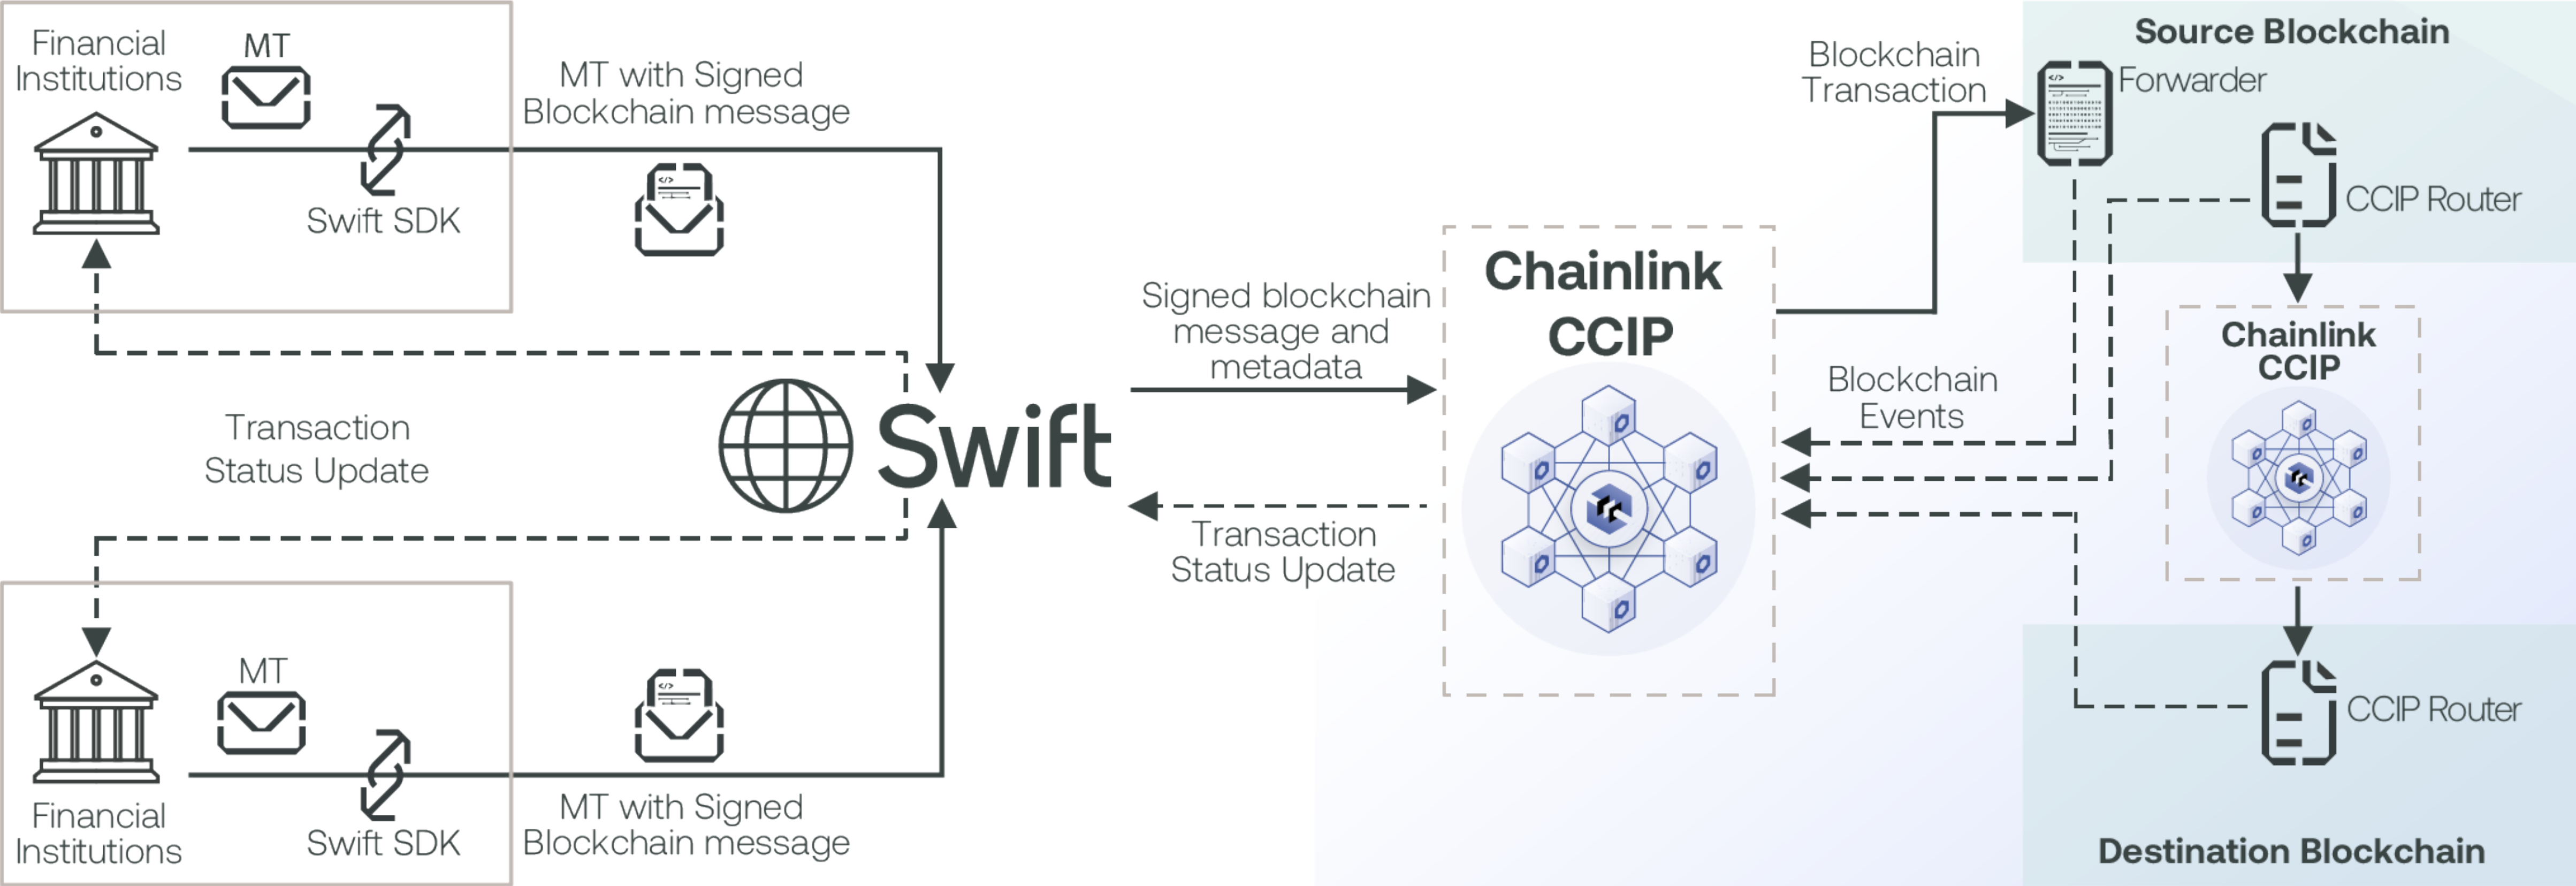 Financial
Institutions
MT
Swift SDK
MT with Signed
Blockchain message
Transaction
Status Update
Swift
MT
Swift SDK
Financial
Institutions
MT with Signed
Blockchain message
Signed blockchain
message and
metadata
Transaction
Status Update
Chainlink
CCIP
Blockchain
Transaction
Blockchain
Events
Source Blockchain
Forwarder
CCIP Router
Chainlink
CCIP
CCIP Router
Destination Blockchain